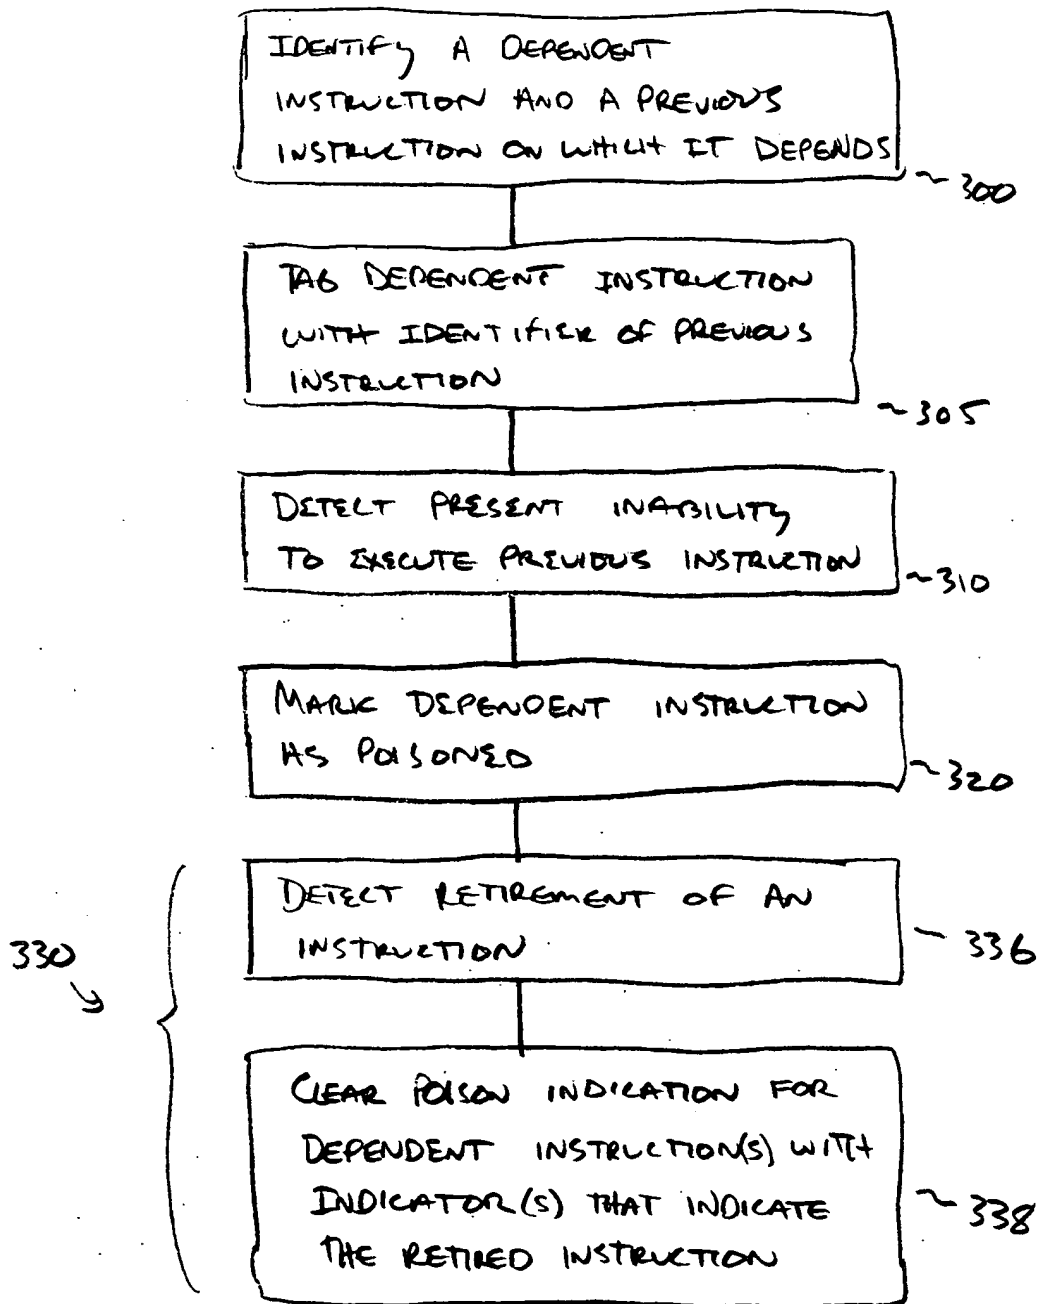 IDENTIFY A DEPENDENT
INSTRUCTION AND A PREVIOUS
INSTRUCTION ON WHICH IT DEPENDS
~300
TAG DEPENDENT INSTRUCTION
WITH IDENTIFIER OF PREVIOUS
INSTRUCTION
~305
DETECT PRESENT INABILITY
TO EXECUTE PREVIOUS INSTRUCTION
~310
MARK DEPENDENT INSTRUCTION
AS POISONED
~320
330
DETECT RETIREMENT OF AN
INSTRUCTION
~336
CLEAR POISON INDICATION FOR
DEPENDENT INSTRUCTION(S) WITH
INDICATOR(S) THAT INDICATE
THE RETIRED INSTRUCTION
~338